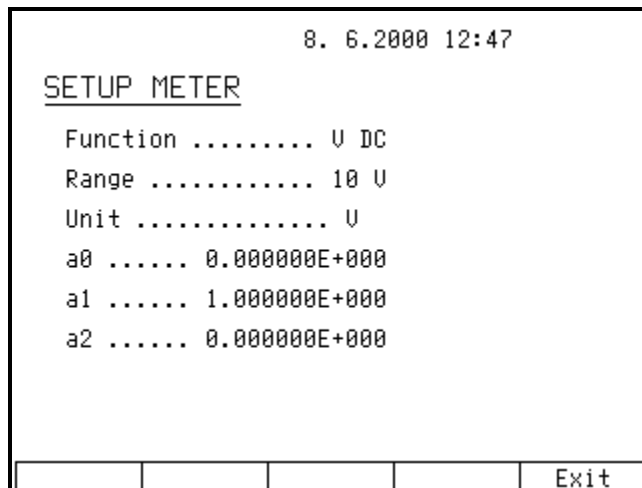 8. 6.2000 12:47
SETUP METER
Function ......... V DC
Range ............ 10 V
Unit .............. V
a0 ...... 0.000000E+000
a1 ...... 1.000000E+000
a2 ...... 0.000000E+000
Exit